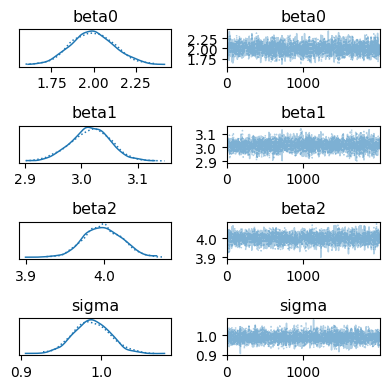 beta0 beta0
2.25
2.00
1.75
1.75 2.00 2.25 0 1000
beta1 beta1
3.1
3.0
2.9
2.9 3.0 3.1 0 1000
beta2 beta2
4.0
3.9
3.9 4.0 0 1000
sigma sigma
1.0
0.9
0.9 1.0 0 1000